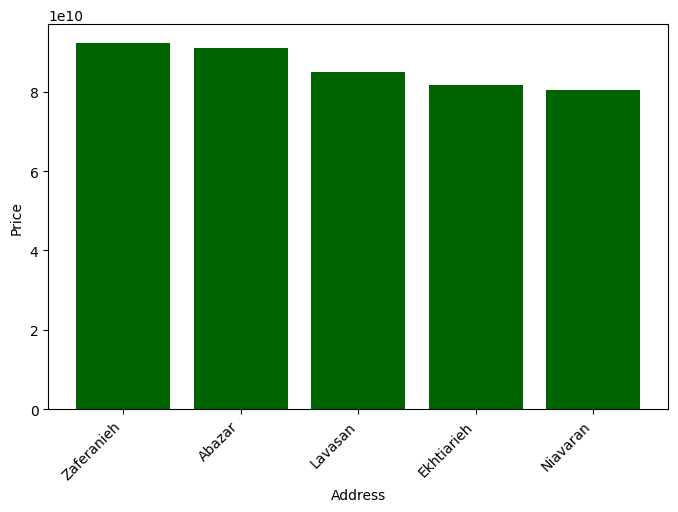 1e10
8
6
4
2
0
Price
Zaferanieh
Abazar
Lavasan
Ekhtiarieh
Niavaran
Address